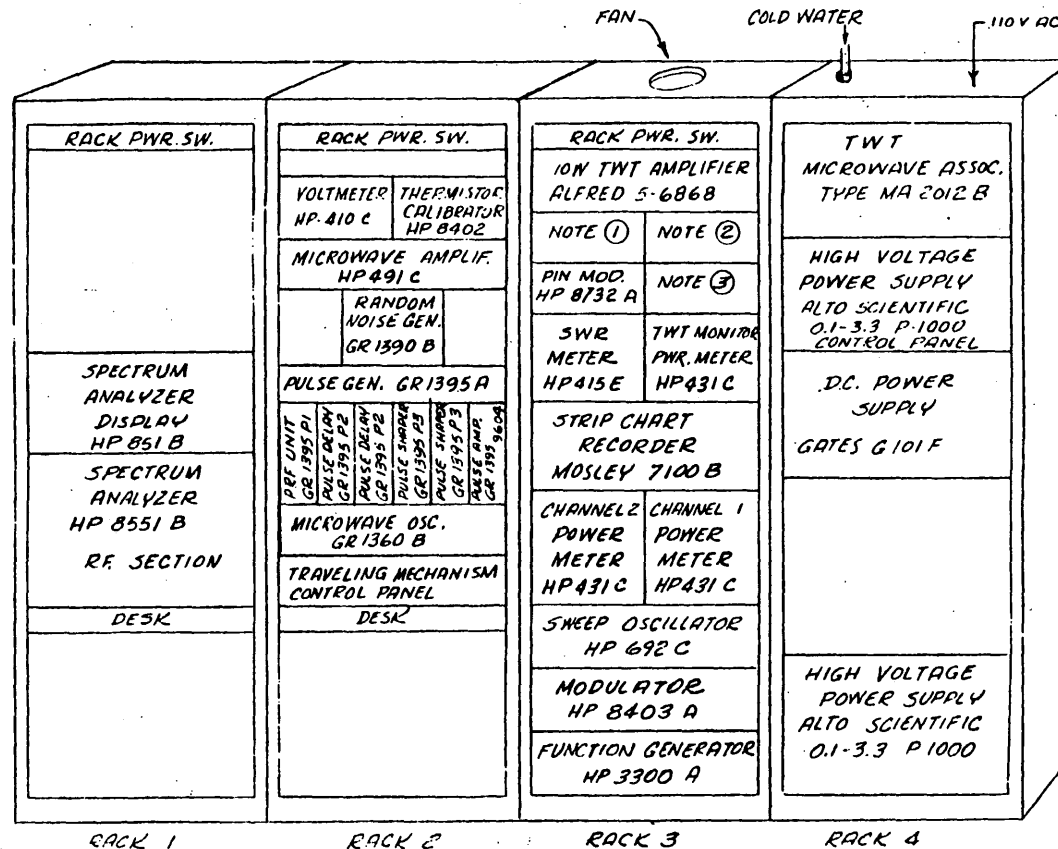 FAN
COLD WATER
110 V AC
RACK PWR. SW.
SPECTRUM
ANALYZER
DISPLAY
HP 851 B
SPECTRUM
ANALYZER
HP 8551 B
RF. SECTION
DESK
RACK 1
RACK PWR. SW.
VOLTMETER
HP-410 C
THERMISTOR
CALIBRATOR
HP 8402
MICROWAVE AMPLIF.
HP 491 C
RANDOM
NOISE GEN.
GR 1390 B
PULSE GEN. GR 1395 A
P.R.F. UNIT
GR 1395 P1
PULSE DELAY
GR 1395 P2
PULSE DELAY
GR 1395 P2
PULSE SHAPER
GR 1395 P3
PULSE SHAPER
GR 1395 P3
PULSE AMP.
GR 1395 9604
MICROWAVE OSC.
GR 1360 B
TRAVELING MECHANISM
CONTROL PANEL
DESK
RACK 2
RACK PWR. SW.
10W TWT AMPLIFIER
ALFRED 5-6868
NOTE 1
NOTE 2
PIN MOD.
HP 8732 A
NOTE 3
SWR
METER
HP 415 E
TWT MONITOR
PWR. METER
HP 431 C
STRIP CHART
RECORDER
MOSLEY 7100 B
CHANNEL 2
POWER
METER
HP 431 C
CHANNEL 1
POWER
METER
HP 431 C
SWEEP OSCILLATOR
HP 692 C
MODULATOR
HP 8403 A
FUNCTION GENERATOR
HP 3300 A
RACK 3
TWT
MICROWAVE ASSOC.
TYPE MA 2012 B
HIGH VOLTAGE
POWER SUPPLY
ALTO SCIENTIFIC
0.1-3.3 P-1000
CONTROL PANEL
D.C. POWER
SUPPLY
GATES G 101 F
HIGH VOLTAGE
POWER SUPPLY
ALTO SCIENTIFIC
0.1-3.3 P 1000
RACK 4